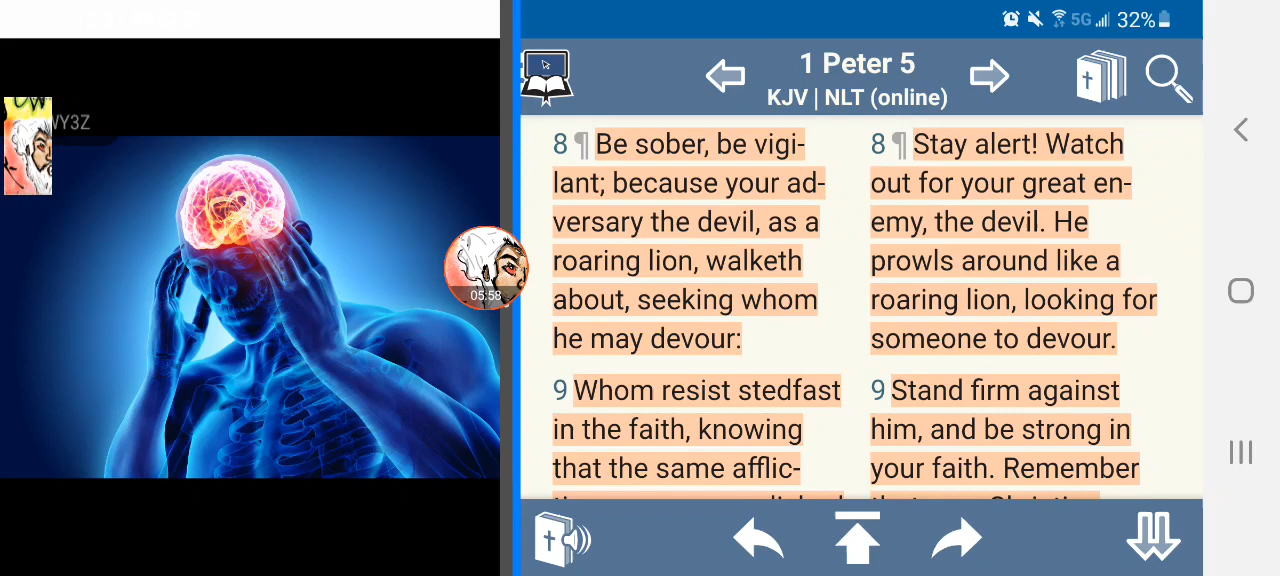 32%
5G
1 Peter 5
KJV | NLT (online)
WY3Z
05:58
8 ¶ Be sober, be vigi-
lant; because your ad-
versary the devil, as a
roaring lion, walketh
about, seeking whom
he may devour:
9 Whom resist stedfast
in the faith, knowing
that the same afflic-
8 ¶ Stay alert! Watch
out for your great en-
emy, the devil. He
prowls around like a
roaring lion, looking for
someone to devour.
9 Stand firm against
him, and be strong in
your faith. Remember